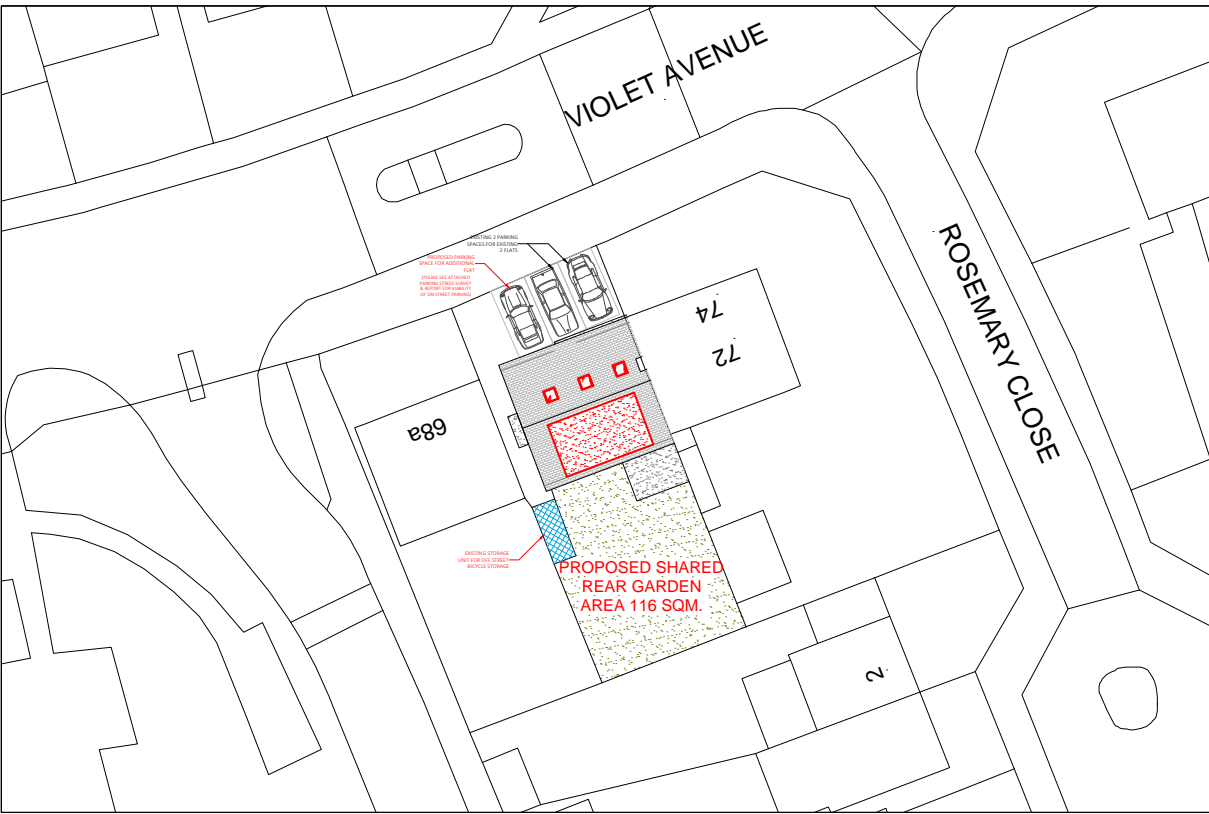 VIOLET AVENUE
ROSEMARY CLOSE
EXISTING 2 PARKING
SPACES FOR EXISTING
2 FLATS
PROPOSED PARKING
SPACE FOR ADDITIONAL
FLAT
(PLEASE SEE ATTACHED
PARKING STRESS SURVEY
& REPORT FOR VIABILITY
OF ON STREET PARKING)
74
72
68a
EXISTING STORAGE
UNIT FOR OFF STREET
BICYCLE STORAGE
PROPOSED SHARED
REAR GARDEN
AREA 116 SQM.
2